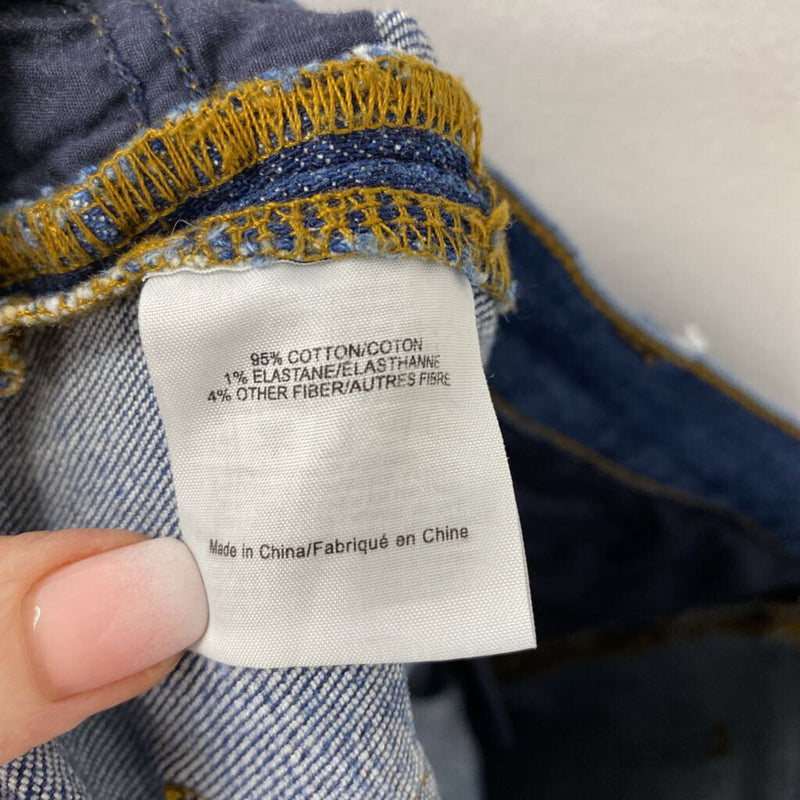 95% COTTON/COTON
1% ELASTANE/ELASTHANNE
4% OTHER FIBER/AUTRES FIBRE
Made in China/Fabriqué en Chine